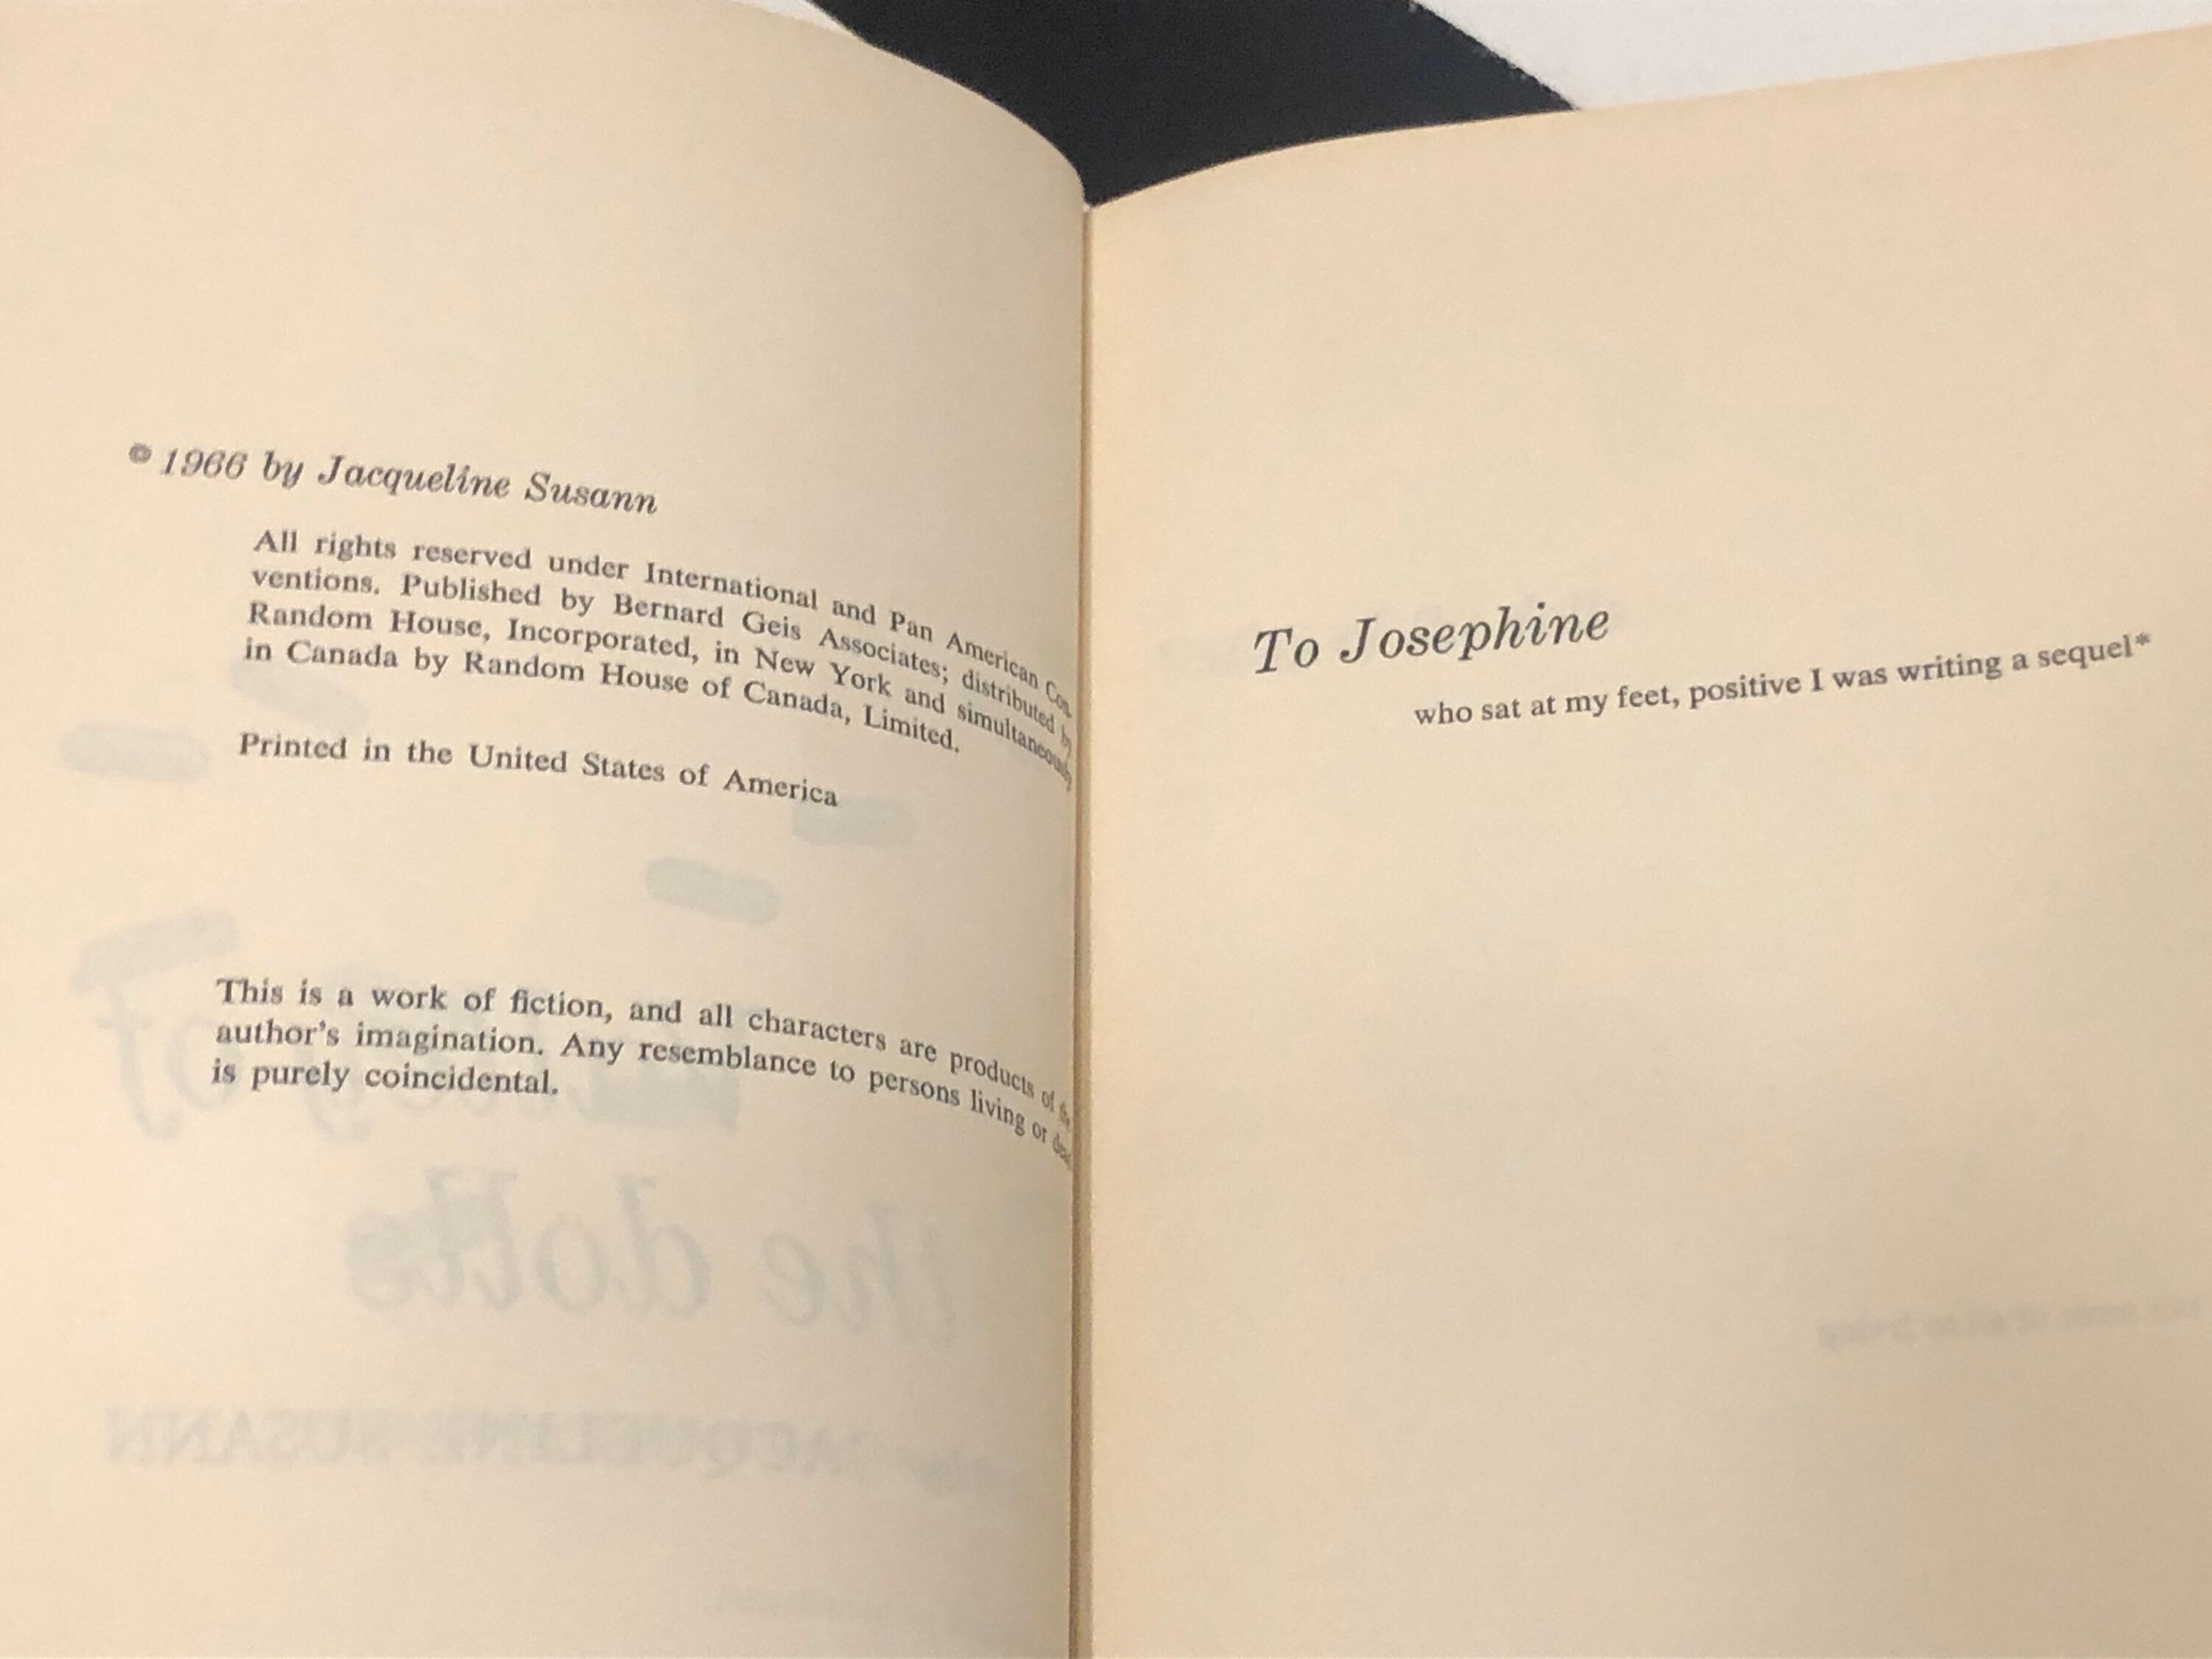 © 1966 by Jacqueline Susann
All rights reserved under International and Pan American Con-
ventions. Published by Bernard Geis Associates; distributed by
Random House, Incorporated, in New York and simultaneously
in Canada by Random House of Canada, Limited.
Printed in the United States of America
This is a work of fiction, and all characters are products of the
author's imagination. Any resemblance to persons living or dead
is purely coincidental.
the dolls
JACQUELINE SUSANN
To Josephine
who sat at my feet, positive I was writing a sequel*